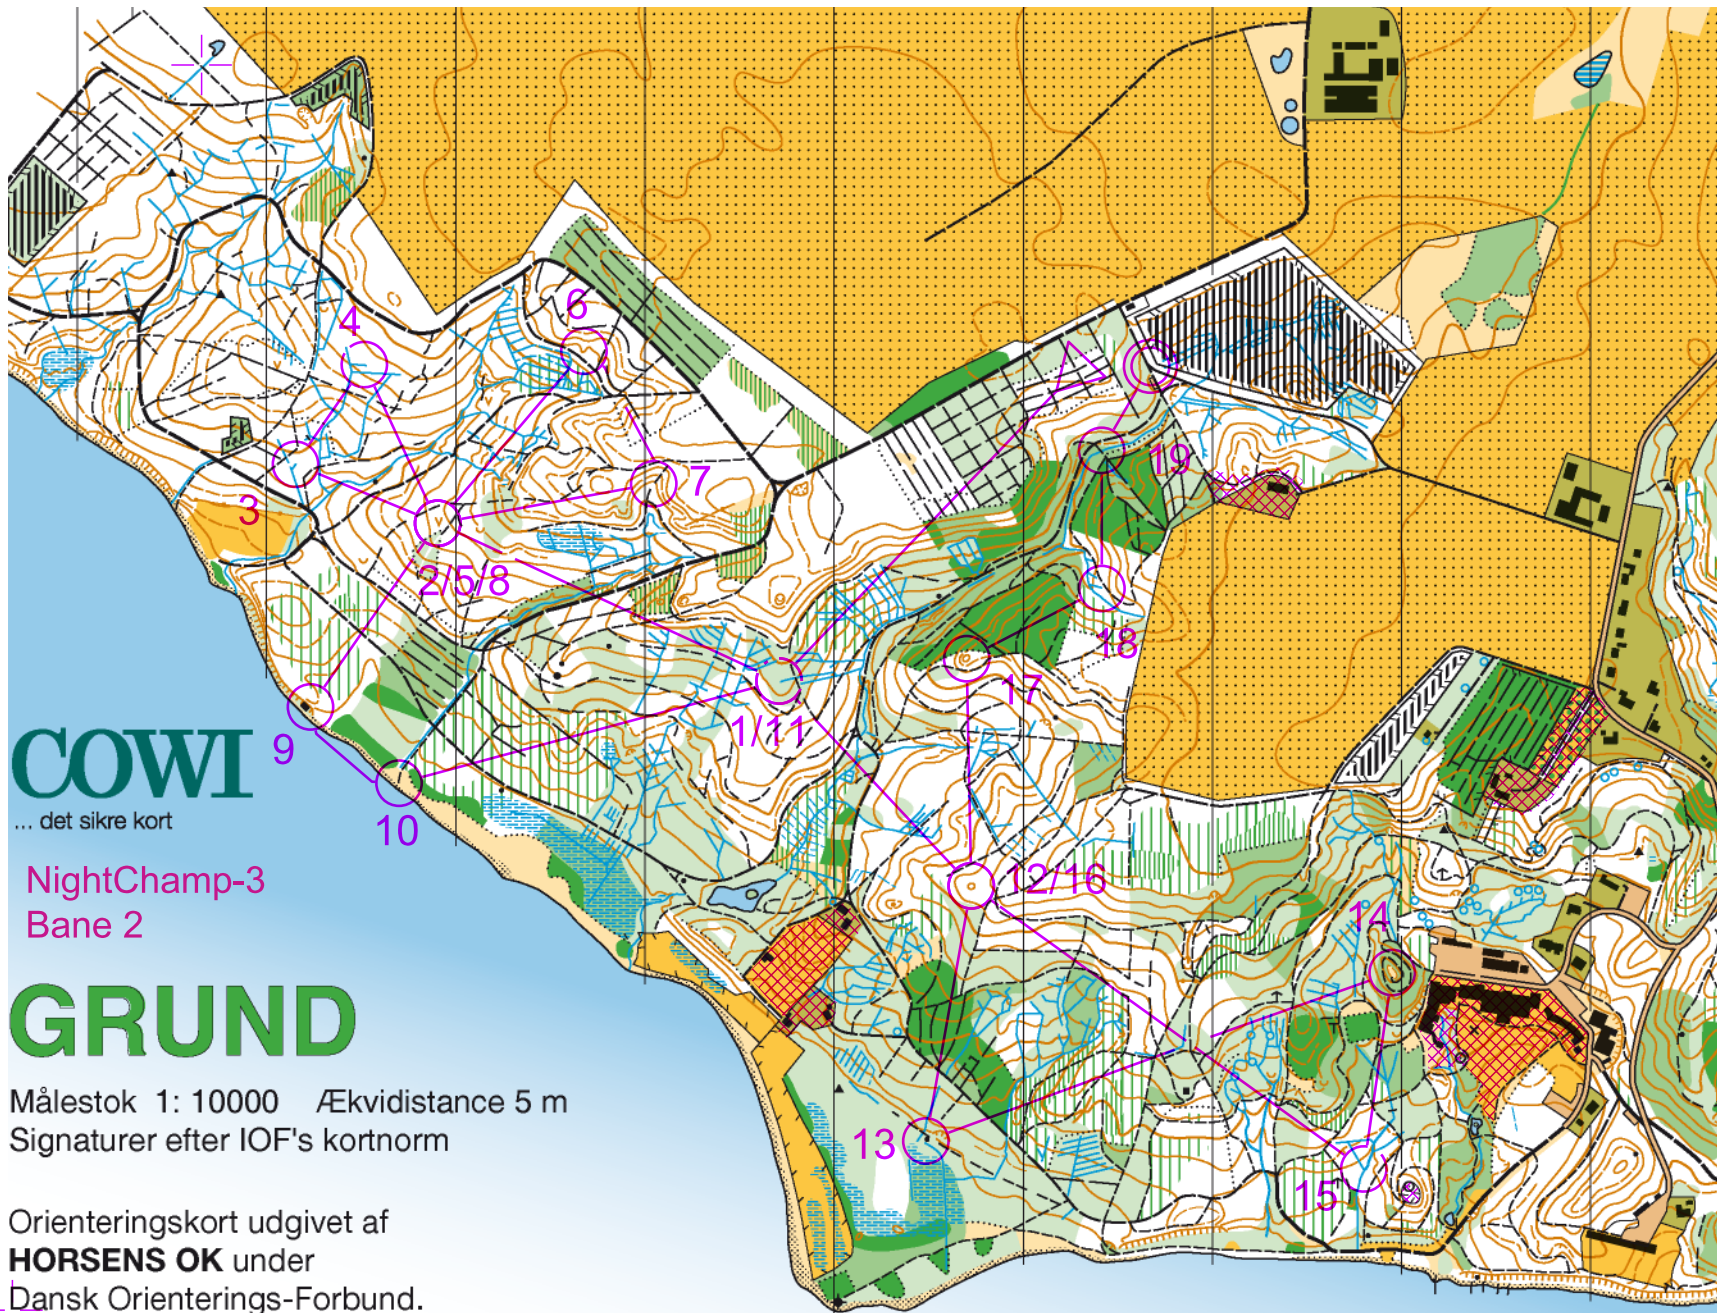 6
4
7
19
3
2/5/8
18
17
1/11
9
COWI
... det sikre kort
10
NightChamp-3
Bane 2
12/16
14
GRUND
Målestok 1: 10000 Ækvidistance 5 m
Signaturer efter IOF's kortnorm
13
15
Orienteringskort udgivet af
HORSENS OK under
Dansk Orienterings-Forbund.